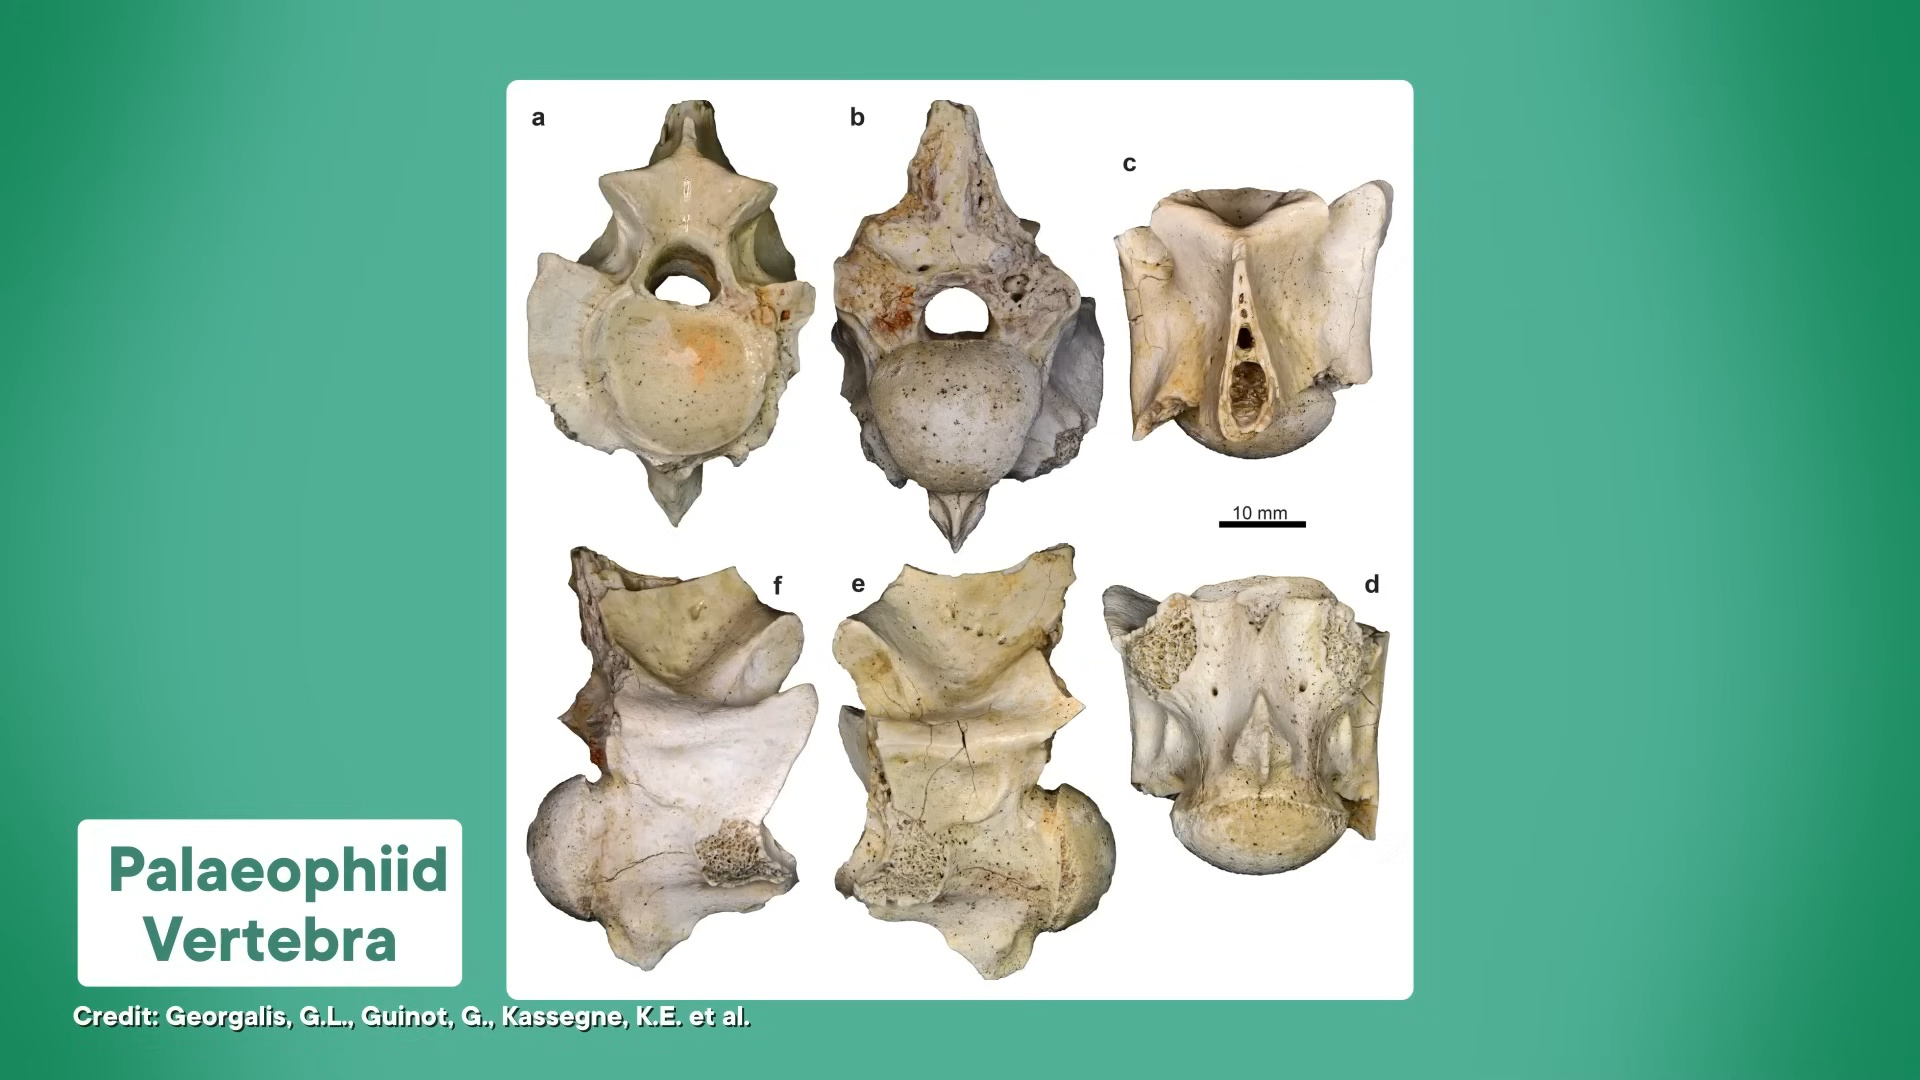 a
b
c
10 mm
f
e
d
Palaeophiid
Vertebra
Credit: Georgalis, G.L., Guinot, G., Kassegne, K.E. et al.